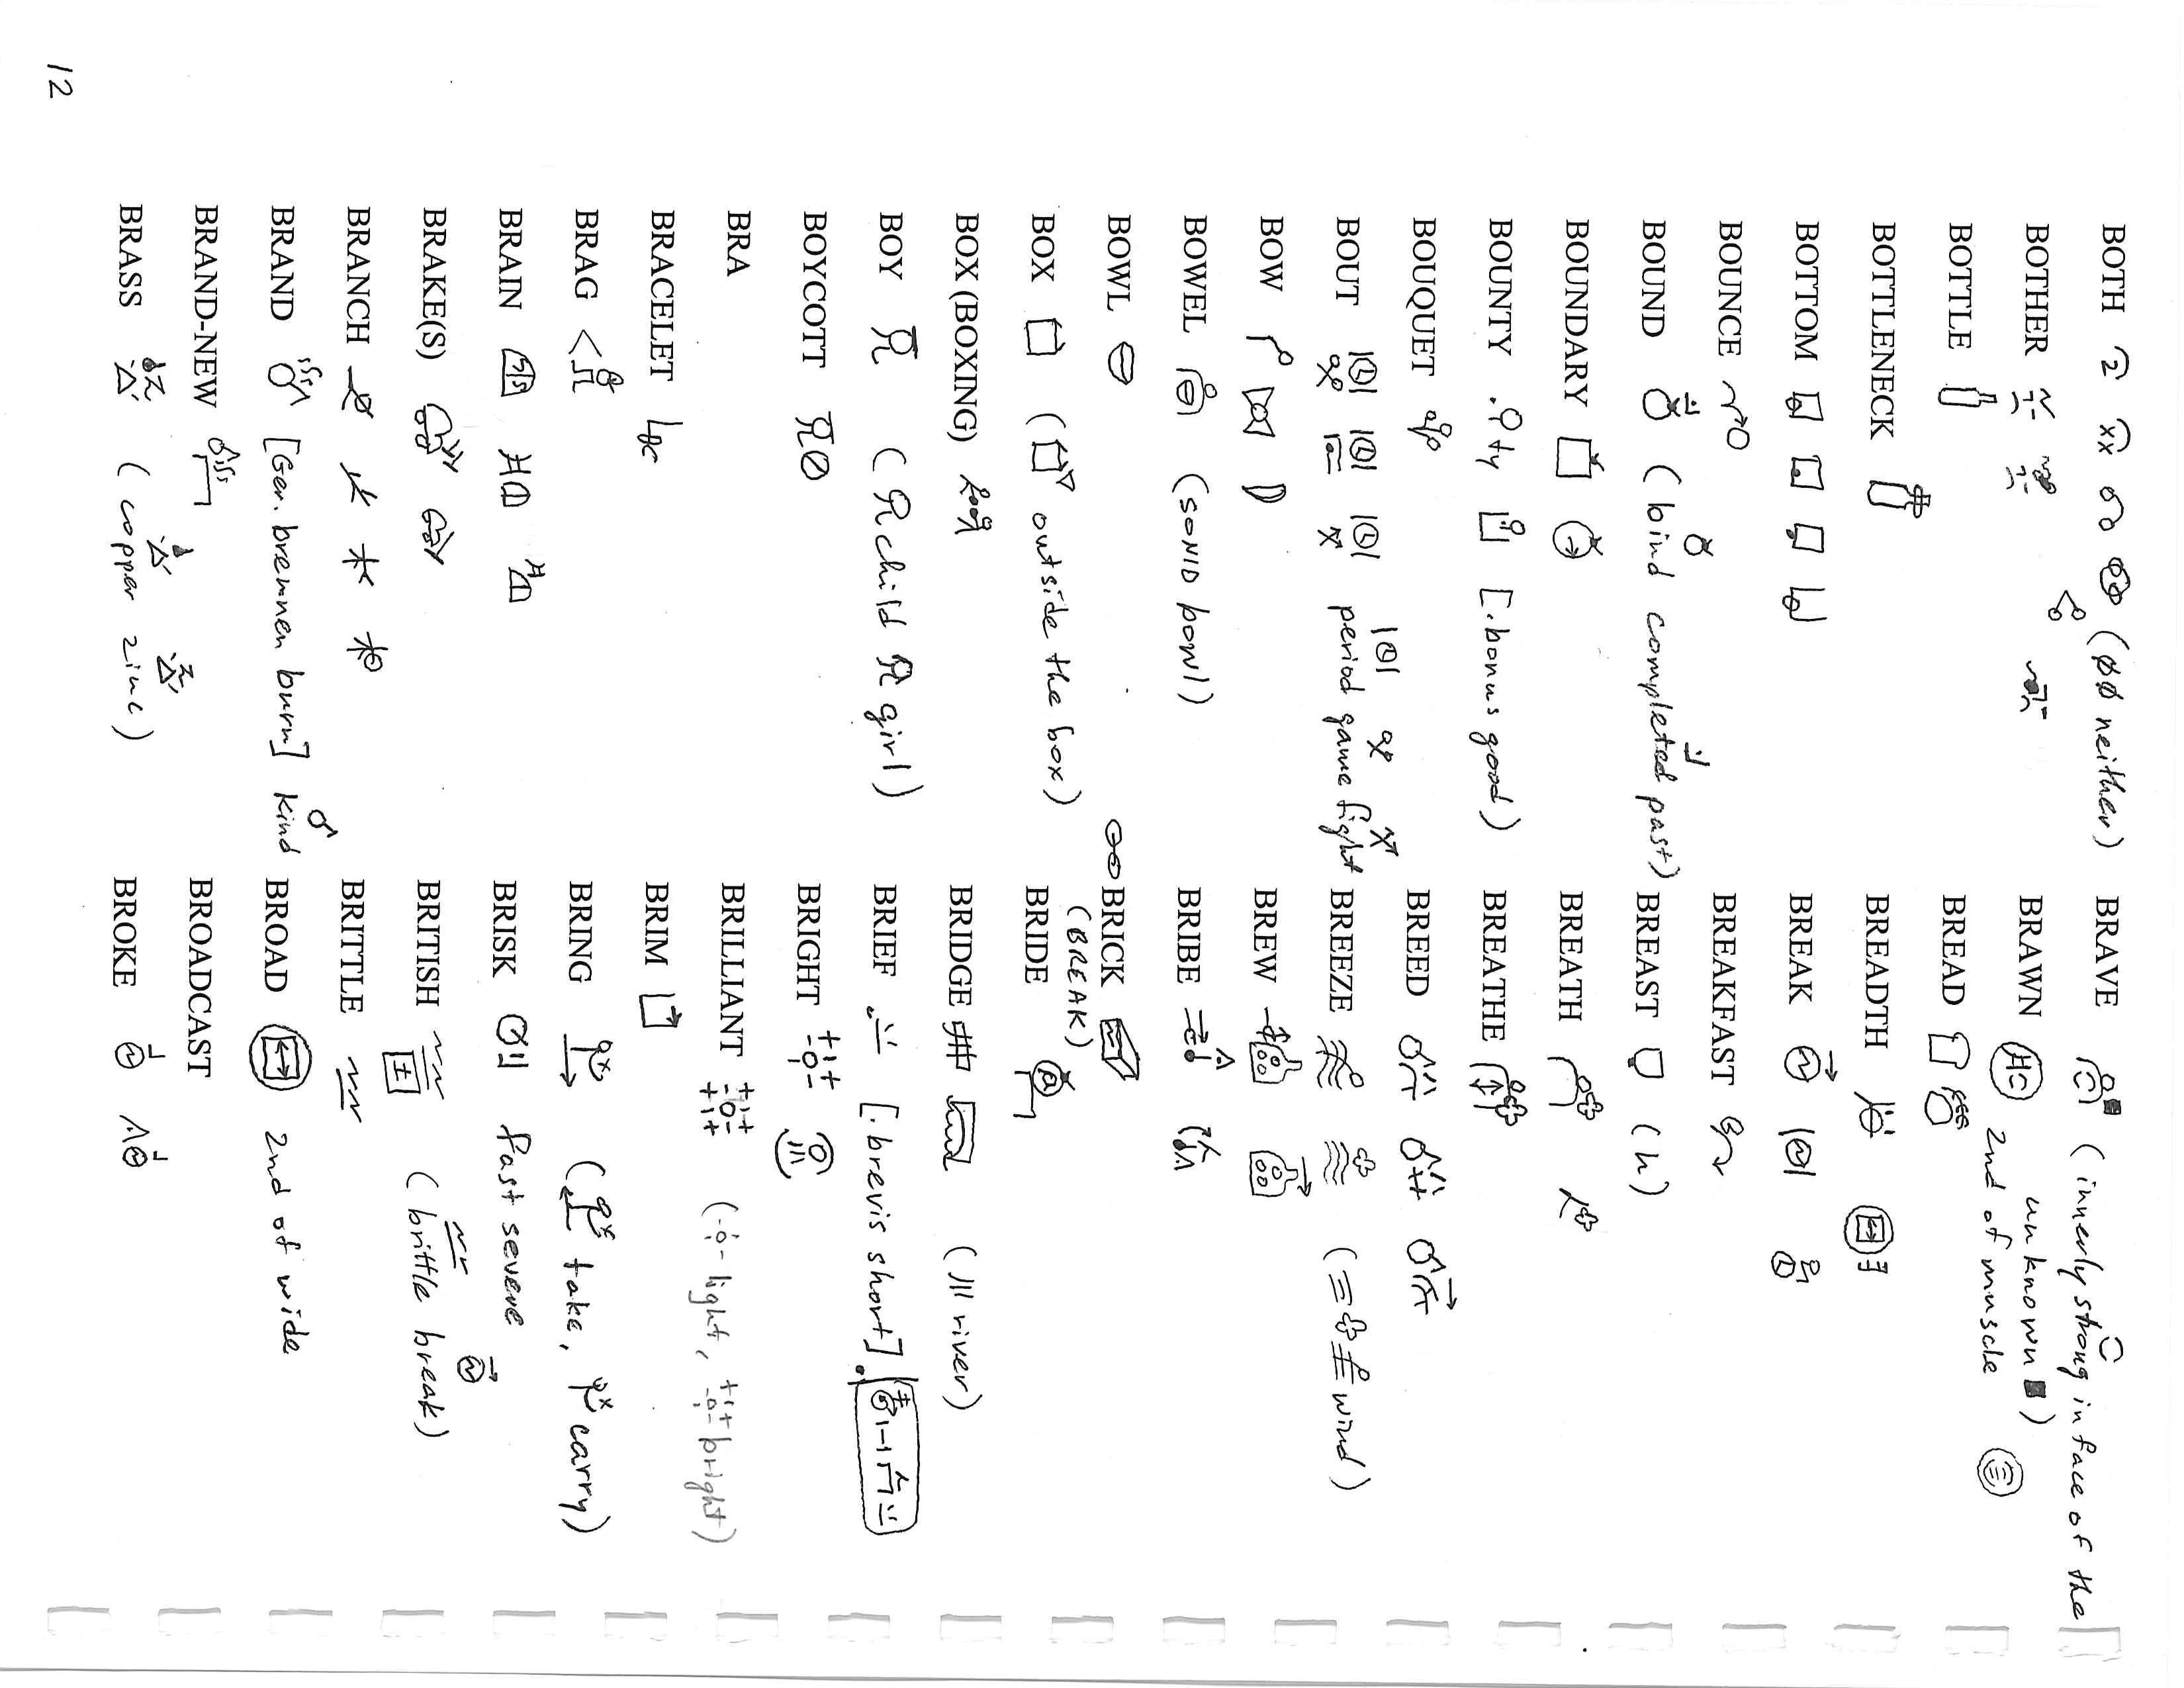 BOTH 2 xx (ØØ neither)
BOTHER
BOTTLE
BOTTLENECK
BOTTOM
BOUNCE
BOUND (bind completed past)
BOUNDARY
BOUNTY .♀ ty [.bonus good)
BOUQUET
BOUT period game fight
BOW
BOWEL (SOND bowl)
BOWL
BOX ( outside the box)
BOX (BOXING)
BOY ( child girl)
BOYCOTT
BRA
BRACELET
BRAG
BRAIN
BRAKE(S)
BRANCH
BRAND [Ger. brennen burn] kind
BRAND-NEW
BRASS (copper zinc)
BRAVE (innerly strong in face of the
unknown ■)
BRAWN 2nd of muscle
BREAD
BREADTH
BREAK
BREAKFAST
BREAST (h)
BREATH
BREATHE
BREED
BREEZE ( wind)
BREW
BRIBE
BRICK
(BREAK)
BRIDE
BRIDGE (||| river)
BRIEF [.brevis short]
BRIGHT
BRILLIANT ( light, bright)
BRIM
BRING ( take, carry)
BRISK fast severe
BRITISH (brittle break)
BRITTLE
BROAD 2nd of wide
BROADCAST
BROKE
12